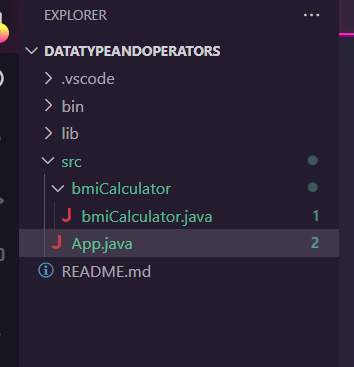 EXPLORER ...
DATATYPEANDOPERATORS
.vscode
bin
lib
src
bmiCalculator
bmiCalculator.java 1
App.java 2
README.md